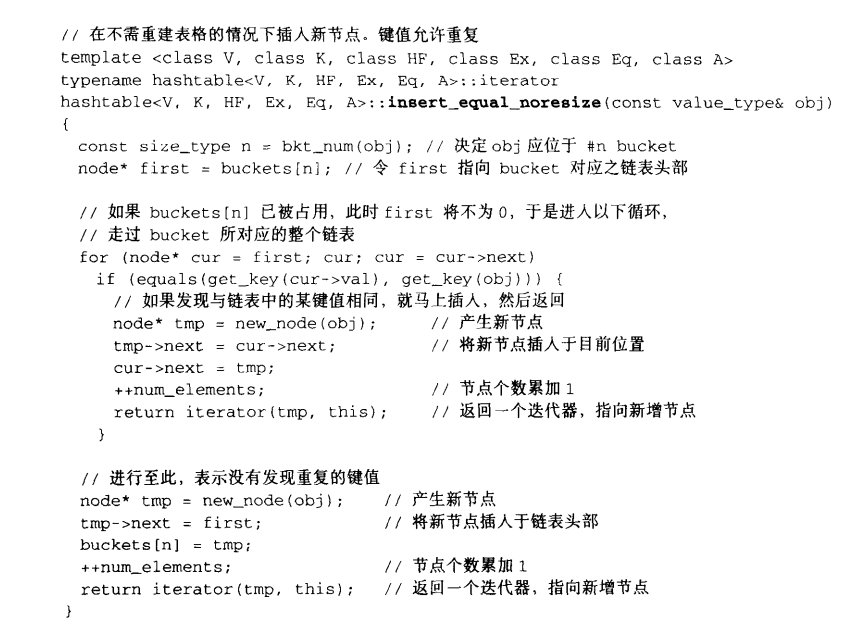 // 在不需重建表格的情况下插入新节点。键值允许重复
template <class V, class K, class HF, class Ex, class Eq, class A>
typename hashtable<V, K, HF, Ex, Eq, A>::iterator
hashtable<V, K, HF, Ex, Eq, A>::insert_equal_noresize(const value_type& obj)
{
  const size_type n = bkt_num(obj); // 决定 obj 应位于 #n bucket
  node* first = buckets[n]; // 令 first 指向 bucket 对应之链表头部
  // 如果 buckets[n] 已被占用，此时 first 将不为 0，于是进入以下循环，
  // 走过 bucket 所对应的整个链表
  for (node* cur = first; cur; cur = cur->next)
    if (equals(get_key(cur->val), get_key(obj))) {
      // 如果发现与链表中的某键值相同，就马上插入，然后返回
      node* tmp = new_node(obj);      // 产生新节点
      tmp->next = cur->next;          // 将新节点插入于目前位置
      cur->next = tmp;
      ++num_elements;                 // 节点个数累加 1
      return iterator(tmp, this);     // 返回一个迭代器，指向新增节点
    }
  // 进行至此，表示没有发现重复的键值
  node* tmp = new_node(obj);    // 产生新节点
  tmp->next = first;            // 将新节点插入于链表头部
  buckets[n] = tmp;
  ++num_elements;               // 节点个数累加 1
  return iterator(tmp, this);   // 返回一个迭代器，指向新增节点
}